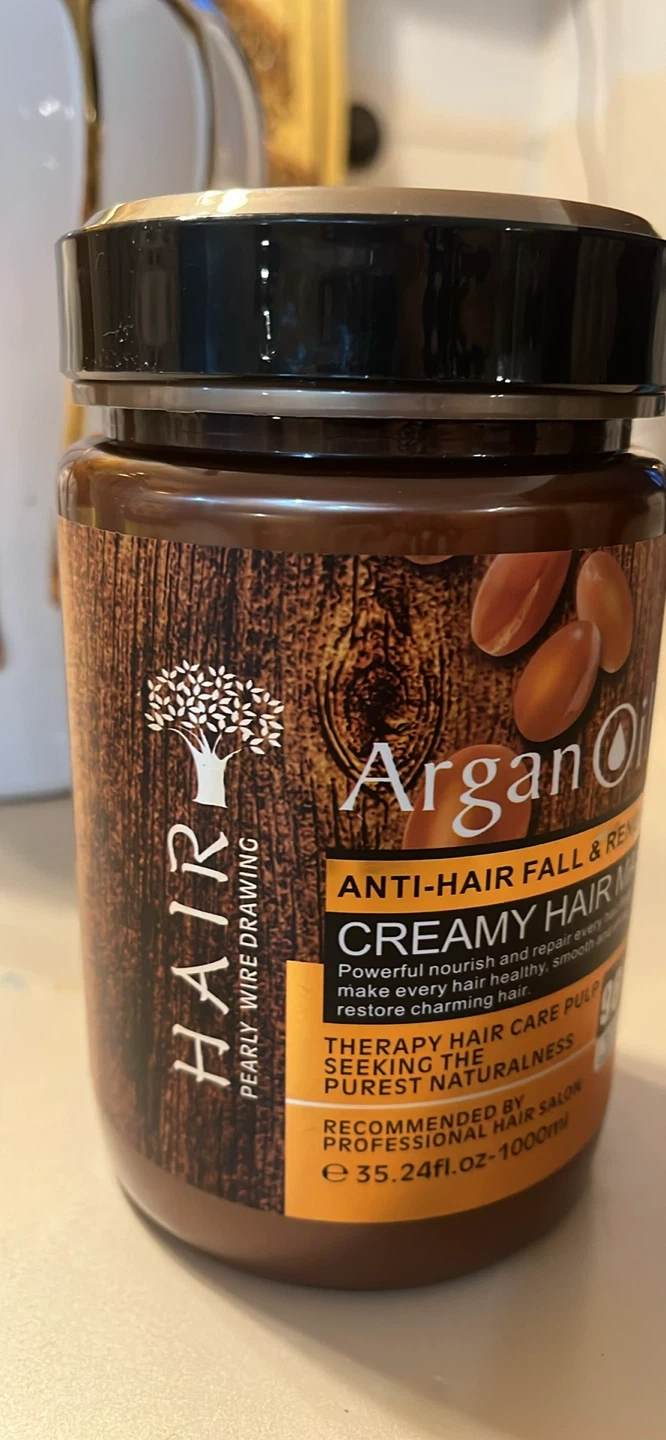 HAIR
PEARLY WIRE DRAWING
Argan Oil
ANTI-HAIR FALL &
CREAMY HAIR
Powerful nourish and repair every
make every hair healthy, smooth
restore charming hair.
THERAPY HAIR CARE PULP
SEEKING THE
PUREST NATURALNESS
RECOMMENDED BY
PROFESSIONAL HAIR SALON
℮ 35.24fl.oz-1000ml